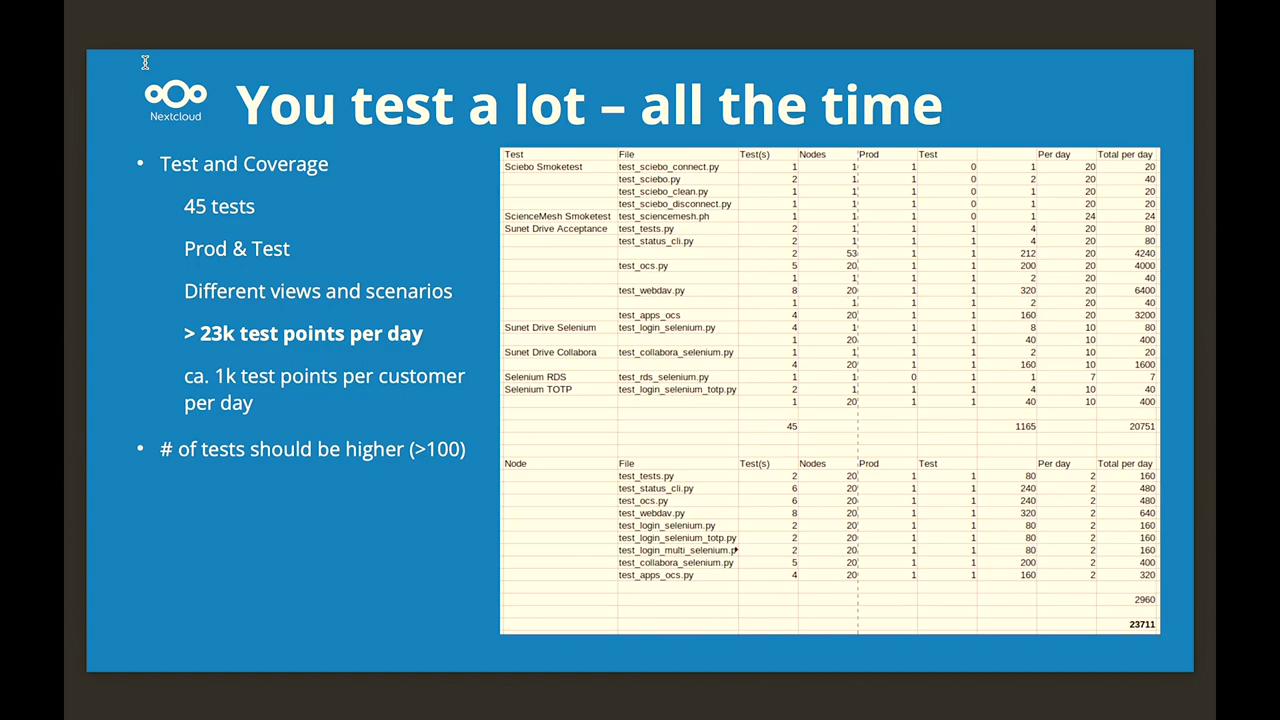 Nextcloud
You test a lot – all the time
• Test and Coverage
45 tests
Prod & Test
Different views and scenarios
> 23k test points per day
ca. 1k test points per customer
per day
• # of tests should be higher (>100)
Test File Test(s) Nodes Prod Test Per day Total per day
Sciebo Smoketest test_sciebo_connect.py 1 1 1 0 1 20 20
test_sciebo.py 2 1 1 0 2 20 40
test_sciebo_clean.py 1 1 1 0 1 20 20
test_sciebo_disconnect.py 1 1 1 0 1 20 20
ScienceMesh Smoketest test_sciencemesh.ph 1 1 1 0 1 24 24
Sunet Drive Acceptance test_tests.py 2 1 1 1 4 20 80
test_status_cli.py 2 1 1 1 4 20 80
2 53 1 1 212 20 4240
test_ocs.py 5 20 1 1 200 20 4000
1 1 1 1 2 20 40
test_webdav.py 8 20 1 1 320 20 6400
1 1 1 1 2 20 40
test_apps_ocs 4 20 1 1 160 20 3200
Sunet Drive Selenium test_login_selenium.py 4 1 1 1 8 10 80
1 20 1 1 40 10 400
Sunet Drive Collabora test_collabora_selenium.py 1 1 1 1 2 10 20
4 20 1 1 160 10 1600
Selenium RDS test_rds_selenium.py 1 1 0 1 1 7 7
Selenium TOTP test_login_selenium_totp.py 2 1 1 1 4 10 40
1 20 1 1 40 10 400
45 1165 20751
Node File Test(s) Nodes Prod Test Per day Total per day
test_tests.py 2 20 1 1 80 2 160
test_status_cli.py 6 20 1 1 240 2 480
test_ocs.py 6 20 1 1 240 2 480
test_webdav.py 8 20 1 1 320 2 640
test_login_selenium.py 2 20 1 1 80 2 160
test_login_selenium_totp.py 2 20 1 1 80 2 160
test_login_multi_selenium.p 2 20 1 1 80 2 160
test_collabora_selenium.py 5 20 1 1 200 2 400
test_apps_ocs.py 4 20 1 1 160 2 320
2960
23711